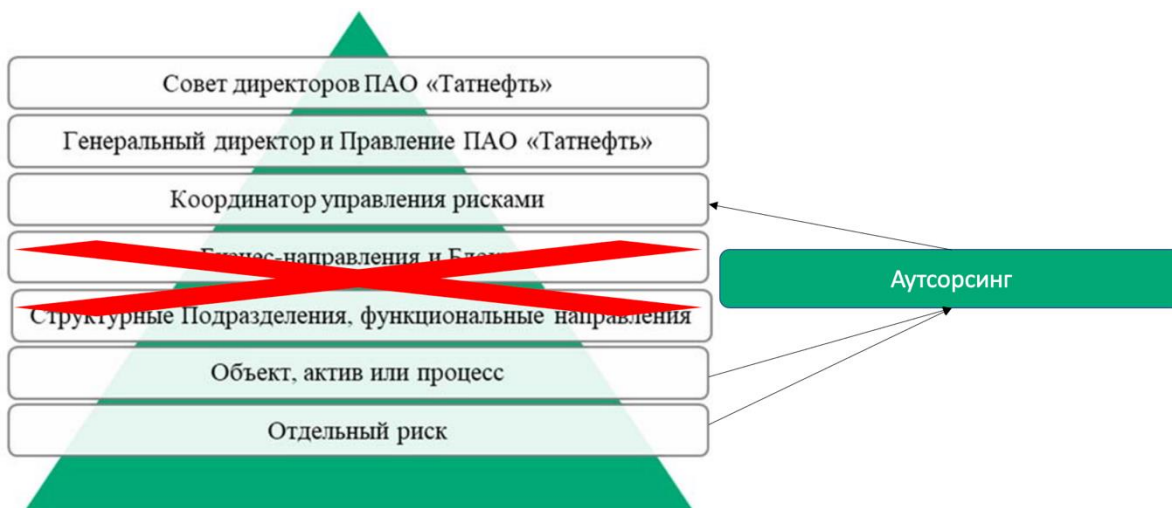 Совет директоров ПАО «Татнефть»
Генеральный директор и Правление ПАО «Татнефть»
Координатор управления рисками
Бизнес-направления и
Структурные Подразделения, функциональные направления
Объект, актив или процесс
Отдельный риск
Аутсорсинг